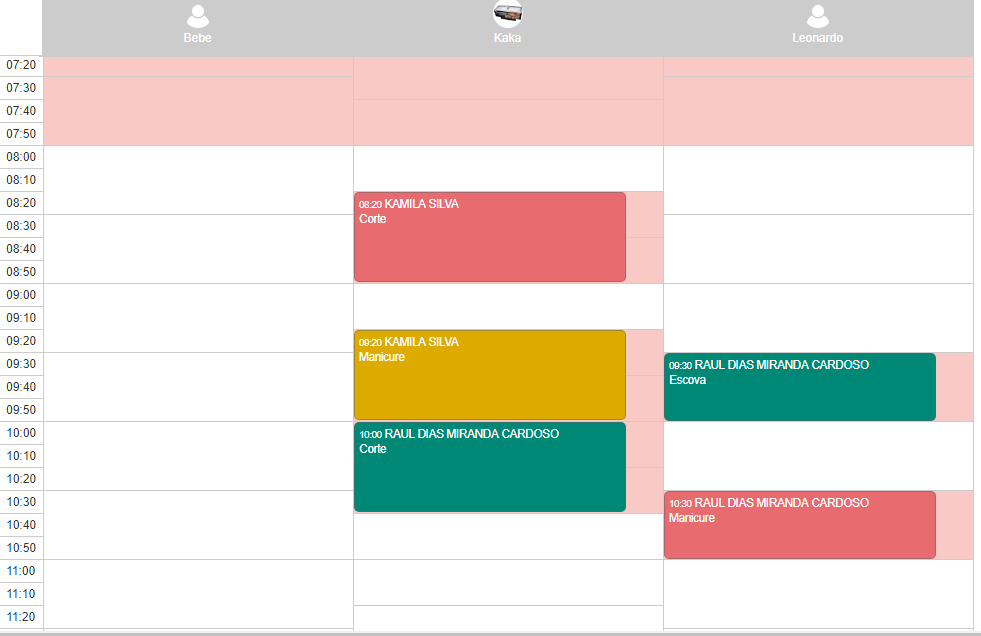 Bebe
Kaka
Leonardo
07:20
07:30
07:40
07:50
08:00
08:10
08:20
08:20 KAMILA SILVA
Corte
08:30
08:40
08:50
09:00
09:10
09:20
09:20 KAMILA SILVA
Manicure
09:30
09:30 RAUL DIAS MIRANDA CARDOSO
Escova
09:40
09:50
10:00
10:00 RAUL DIAS MIRANDA CARDOSO
Corte
10:10
10:20
10:30
10:30 RAUL DIAS MIRANDA CARDOSO
Manicure
10:40
10:50
11:00
11:10
11:20